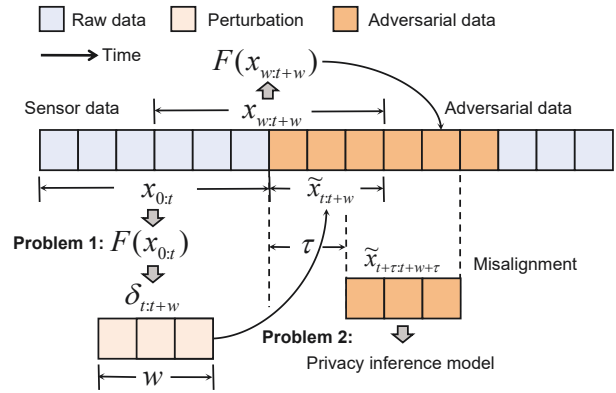 Raw data Perturbation Adversarial data
Time
F(x_{w:t+w})
Sensor data x_{w:t+w} Adversarial data
x_{0:t} x̃_{t:t+w}
Problem 1: F(x_{0:t}) τ x̃_{t+τ:t+w+τ} Misalignment
δ_{t:t+w}
Problem 2:
w Privacy inference model